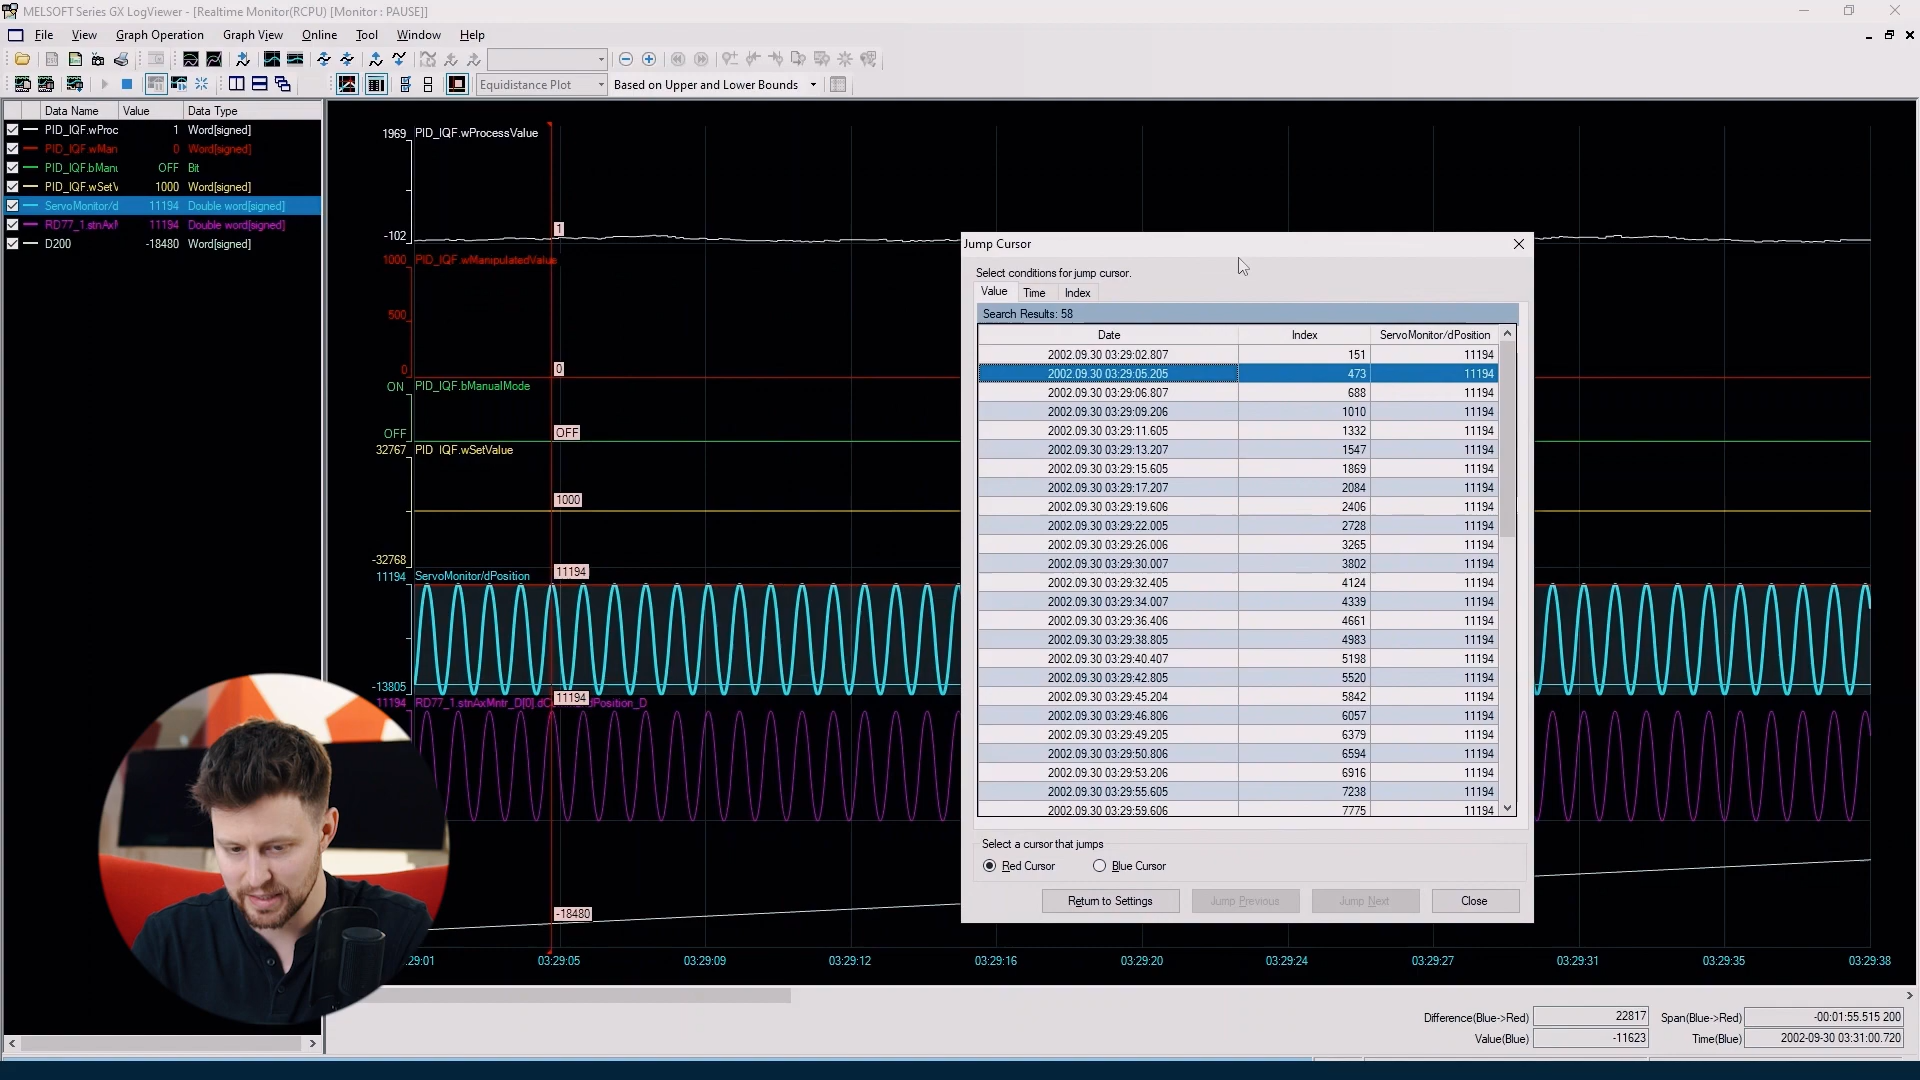 MELSOFT Series GX LogViewer - [Realtime Monitor(RCPU) [Monitor : PAUSE]]
File View Graph Operation Graph View Online Tool Window Help
Equidistance Plot Based on Upper and Lower Bounds
Data Name Value Data Type
PID_IQF.wProc 1 Word[signed]
PID_IQF.wMan 0 Word[signed]
PID_IQF.bManu OFF Bit
PID_IQF.wSetV 1000 Word[signed]
ServoMonitor/d 11194 Double word[signed]
RD77_1.stnAxM 11194 Double word[signed]
D200 -18480 Word[signed]
1969 PID_IQF.wProcessValue
1
-102
1000 PID_IQF.wManipulatedValue
500
0 0
ON PID_IQF.bManualMode
OFF OFF
32767 PID_IQF.wSetValue
1000
-32768
11194 ServoMonitor/dPosition 11194
-13805
11194 11194
-18480
29:01 03:29:05 03:29:09 03:29:12 03:29:16 03:29:20 03:29:24 03:29:27 03:29:31 03:29:35 03:29:38
Jump Cursor
Select conditions for jump cursor.
Value Time Index
Search Results: 58
Date Index ServoMonitor/dPosition
2002.09.30 03:29:02.807 151 11194
2002.09.30 03:29:05.205 473 11194
2002.09.30 03:29:06.807 688 11194
2002.09.30 03:29:09.206 1010 11194
2002.09.30 03:29:11.605 1332 11194
2002.09.30 03:29:13.207 1547 11194
2002.09.30 03:29:15.605 1869 11194
2002.09.30 03:29:17.207 2084 11194
2002.09.30 03:29:19.606 2406 11194
2002.09.30 03:29:22.005 2728 11194
2002.09.30 03:29:26.006 3265 11194
2002.09.30 03:29:30.007 3802 11194
2002.09.30 03:29:32.405 4124 11194
2002.09.30 03:29:34.007 4339 11194
2002.09.30 03:29:36.406 4661 11194
2002.09.30 03:29:38.805 4983 11194
2002.09.30 03:29:40.407 5198 11194
2002.09.30 03:29:42.805 5520 11194
2002.09.30 03:29:45.204 5842 11194
2002.09.30 03:29:46.806 6057 11194
2002.09.30 03:29:49.205 6379 11194
2002.09.30 03:29:50.806 6594 11194
2002.09.30 03:29:53.206 6916 11194
2002.09.30 03:29:55.605 7238 11194
2002.09.30 03:29:59.606 7775 11194
Select a cursor that jumps
Red Cursor Blue Cursor
Return to Settings Jump Previous Jump Next Close
Difference(Blue->Red) 22817 Span(Blue->Red) -00:01:55.515 200
Value(Blue) -11623 Time(Blue) 2002-09-30 03:31:00.720